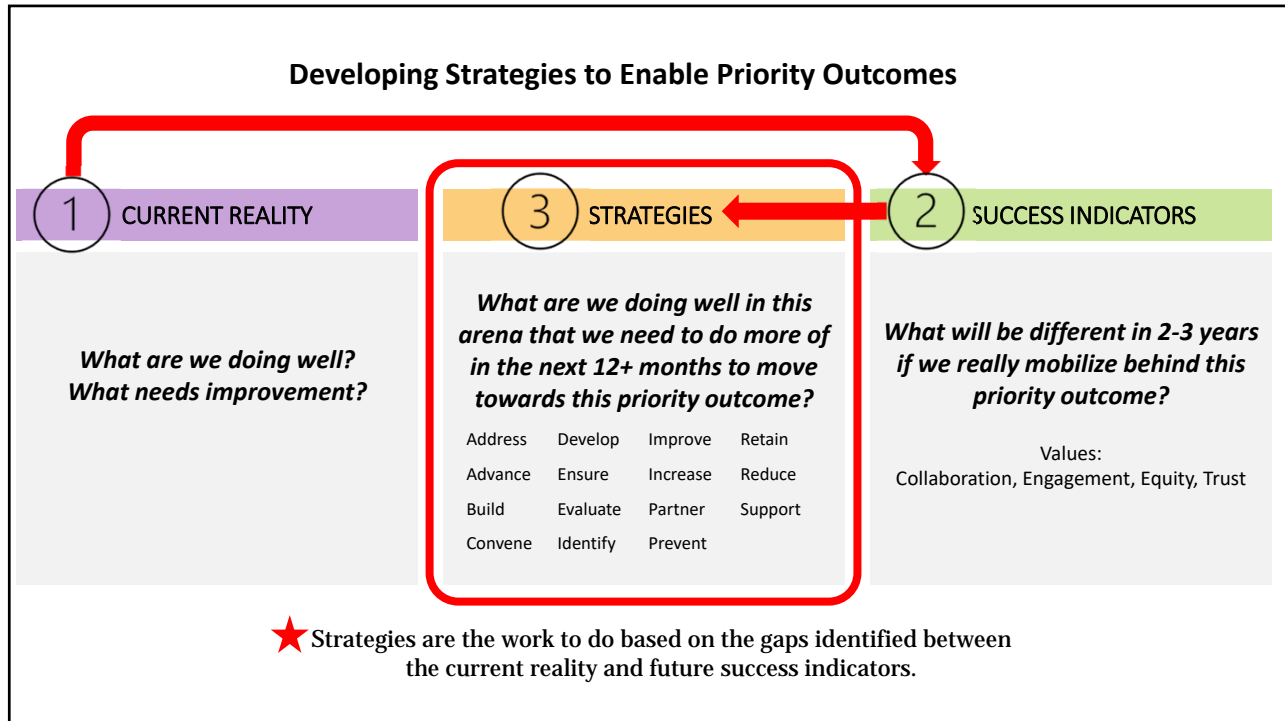 Developing Strategies to Enable Priority Outcomes
1 CURRENT REALITY
What are we doing well?
What needs improvement?
3 STRATEGIES
What are we doing well in this
arena that we need to do more of
in the next 12+ months to move
towards this priority outcome?
Address Develop Improve Retain
Advance Ensure Increase Reduce
Build Evaluate Partner Support
Convene Identify Prevent
2 SUCCESS INDICATORS
What will be different in 2-3 years
if we really mobilize behind this
priority outcome?
Values:
Collaboration, Engagement, Equity, Trust
Strategies are the work to do based on the gaps identified between
the current reality and future success indicators.